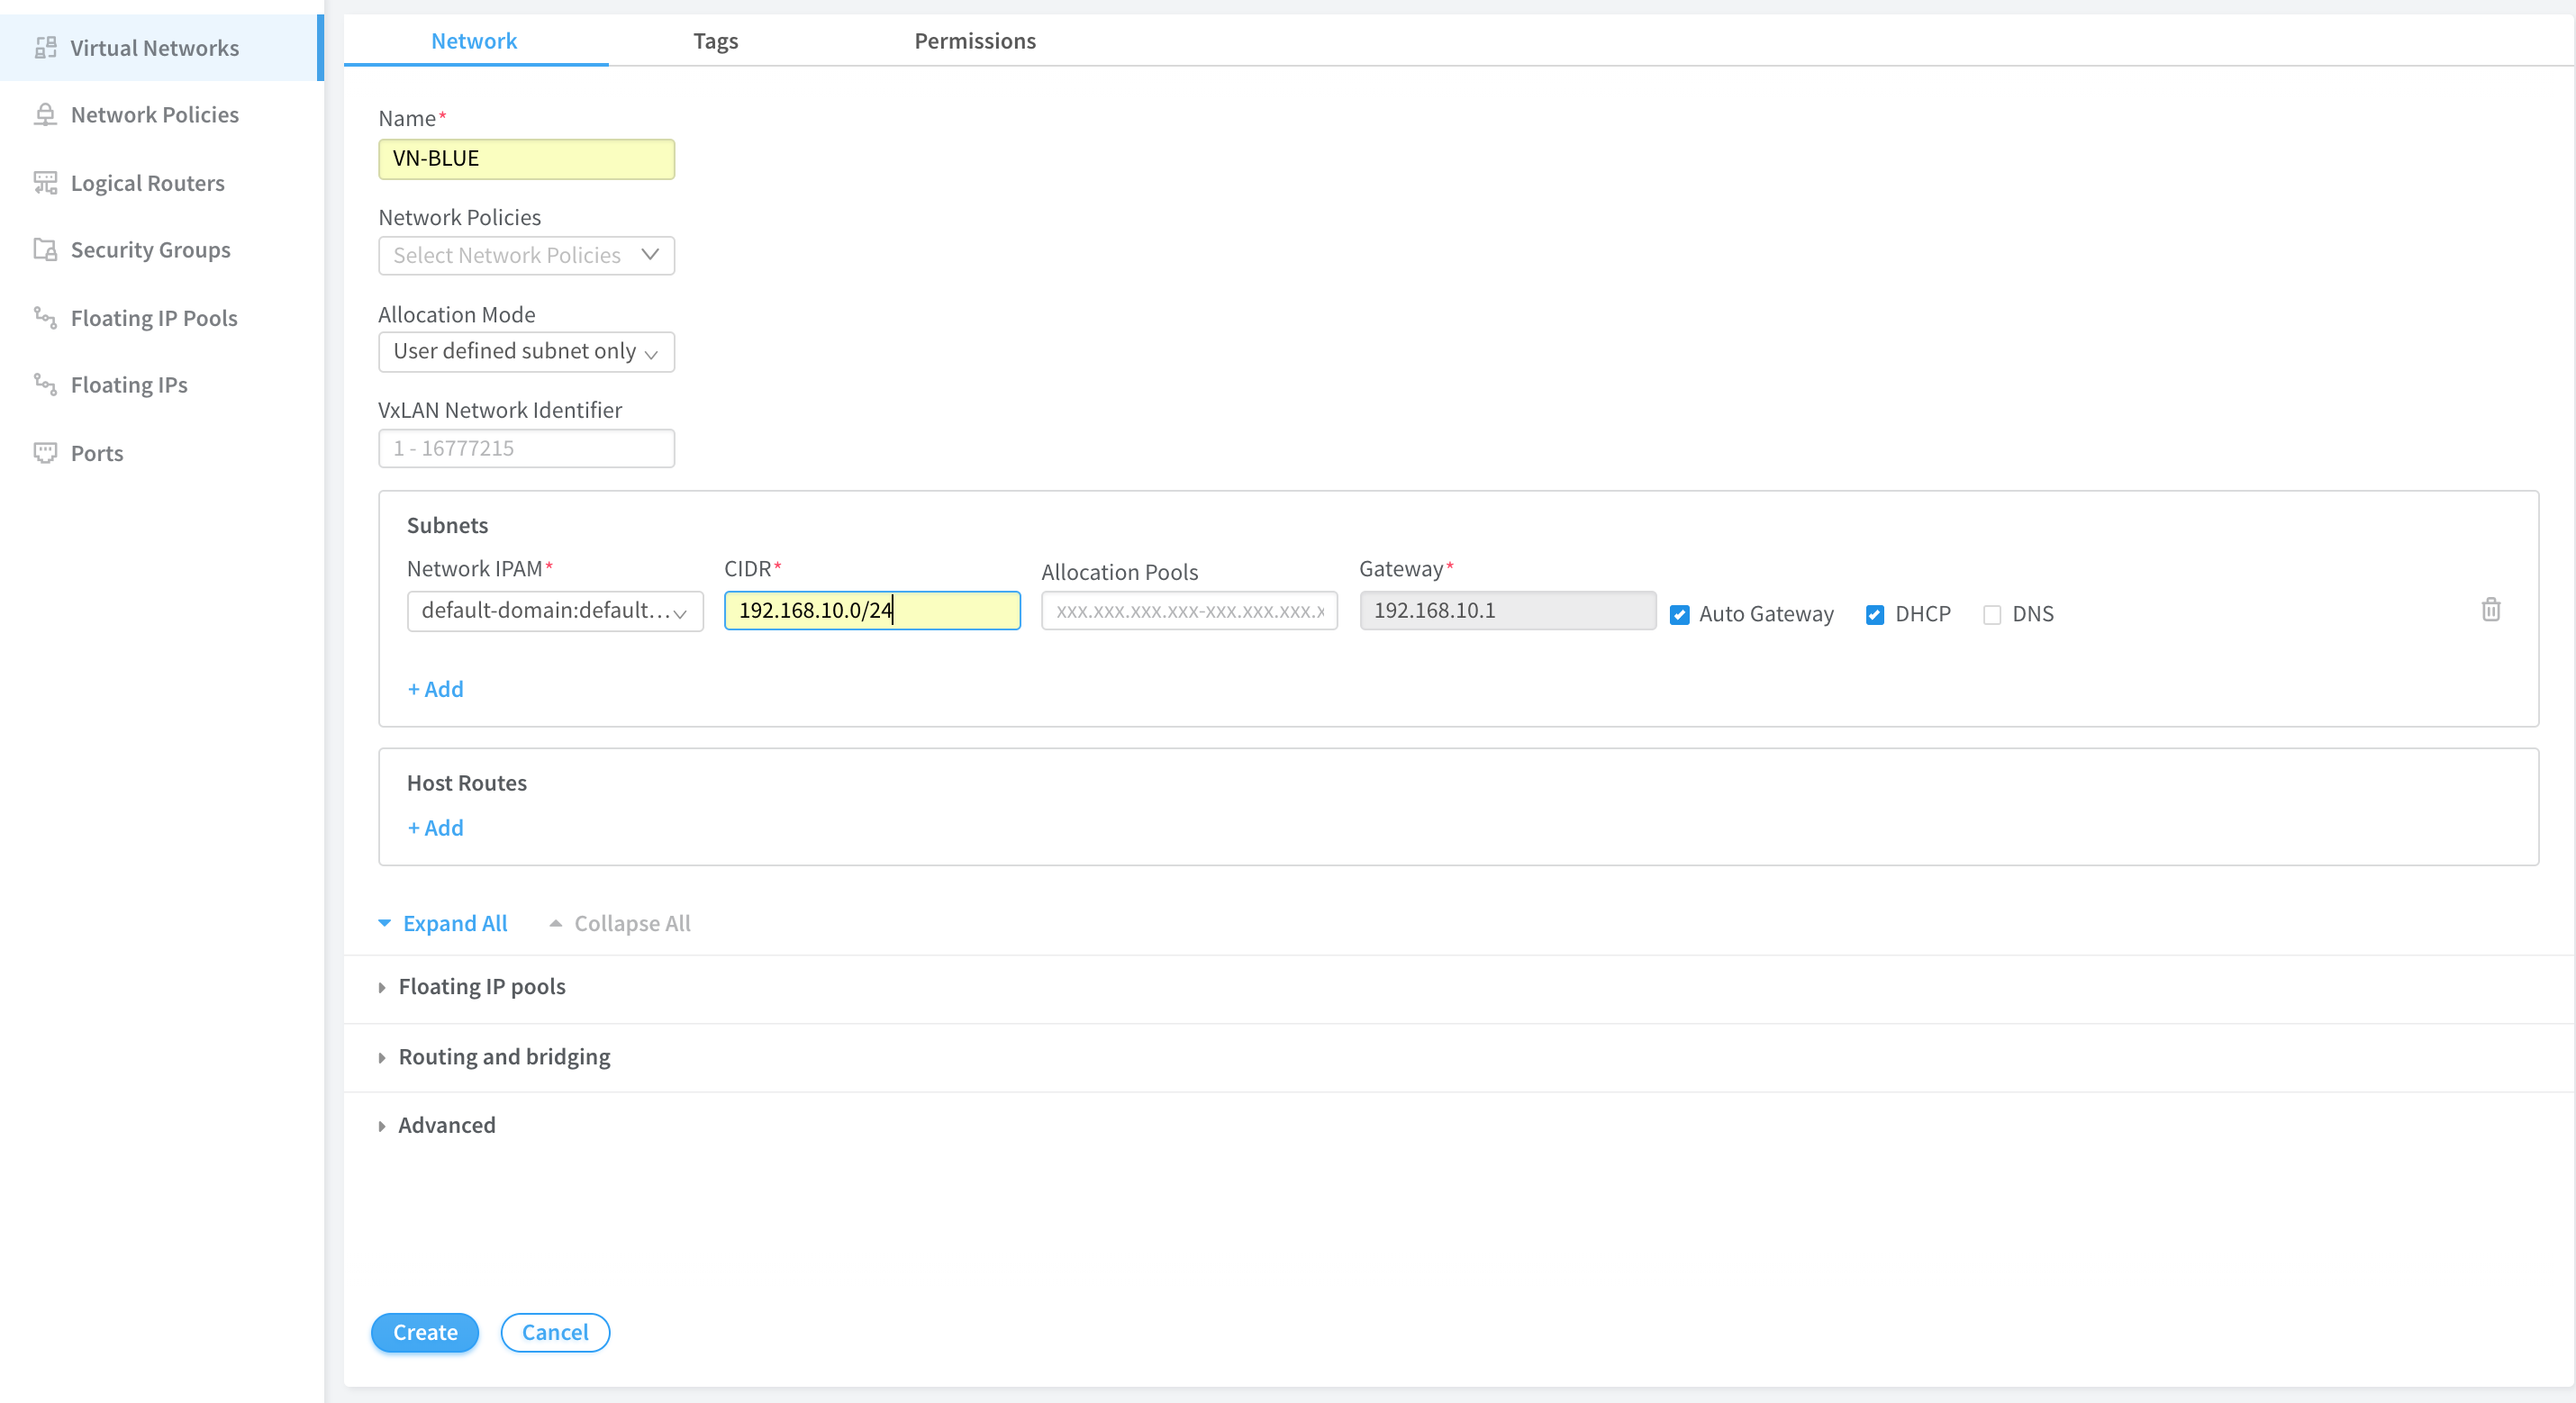 Virtual Networks
Network Policies
Logical Routers
Security Groups
Floating IP Pools
Floating IPs
Ports
Network Tags Permissions
Name*
VN-BLUE
Network Policies
Select Network Policies
Allocation Mode
User defined subnet only
VxLAN Network Identifier
1 - 16777215
Subnets
Network IPAM* CIDR* Allocation Pools Gateway*
default-domain:default... 192.168.10.0/24 xxx.xxx.xxx.xxx-xxx.xxx.xxx.x 192.168.10.1 Auto Gateway DHCP DNS
+ Add
Host Routes
+ Add
Expand All Collapse All
Floating IP pools
Routing and bridging
Advanced
Create Cancel